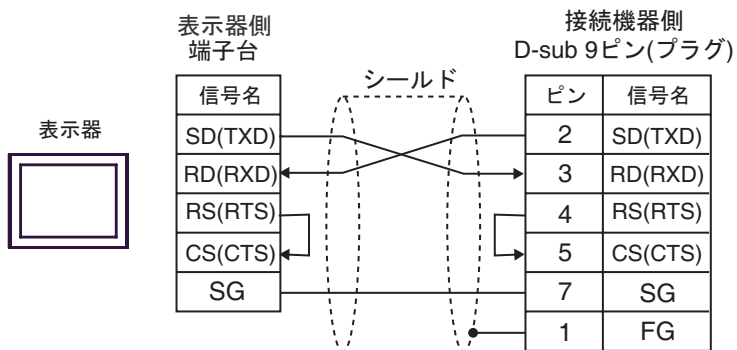 表示器側
端子台
接続機器側
D-sub 9ピン(プラグ)
シールド
表示器
信号名
ピン 信号名
SD(TXD) 2 SD(TXD)
RD(RXD) 3 RD(RXD)
RS(RTS) 4 RS(RTS)
CS(CTS) 5 CS(CTS)
SG 7 SG
1 FG